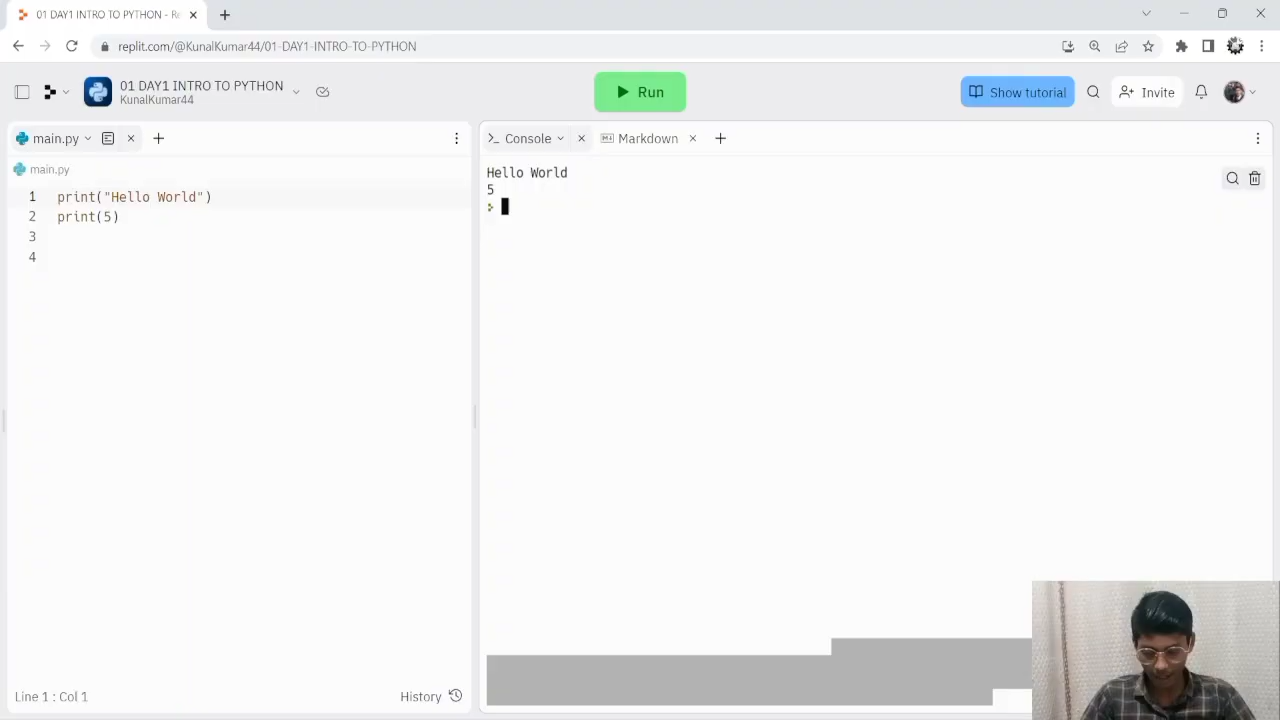 01 DAY1 INTRO TO PYTHON - R
replit.com/@KunalKumar44/01-DAY1-INTRO-TO-PYTHON
01 DAY1 INTRO TO PYTHON
KunalKumar44
Run
Show tutorial
Invite
main.py
Console
Markdown
main.py
1 print("Hello World")
2 print(5)
3
4
Hello World
5
Line 1 : Col 1
History